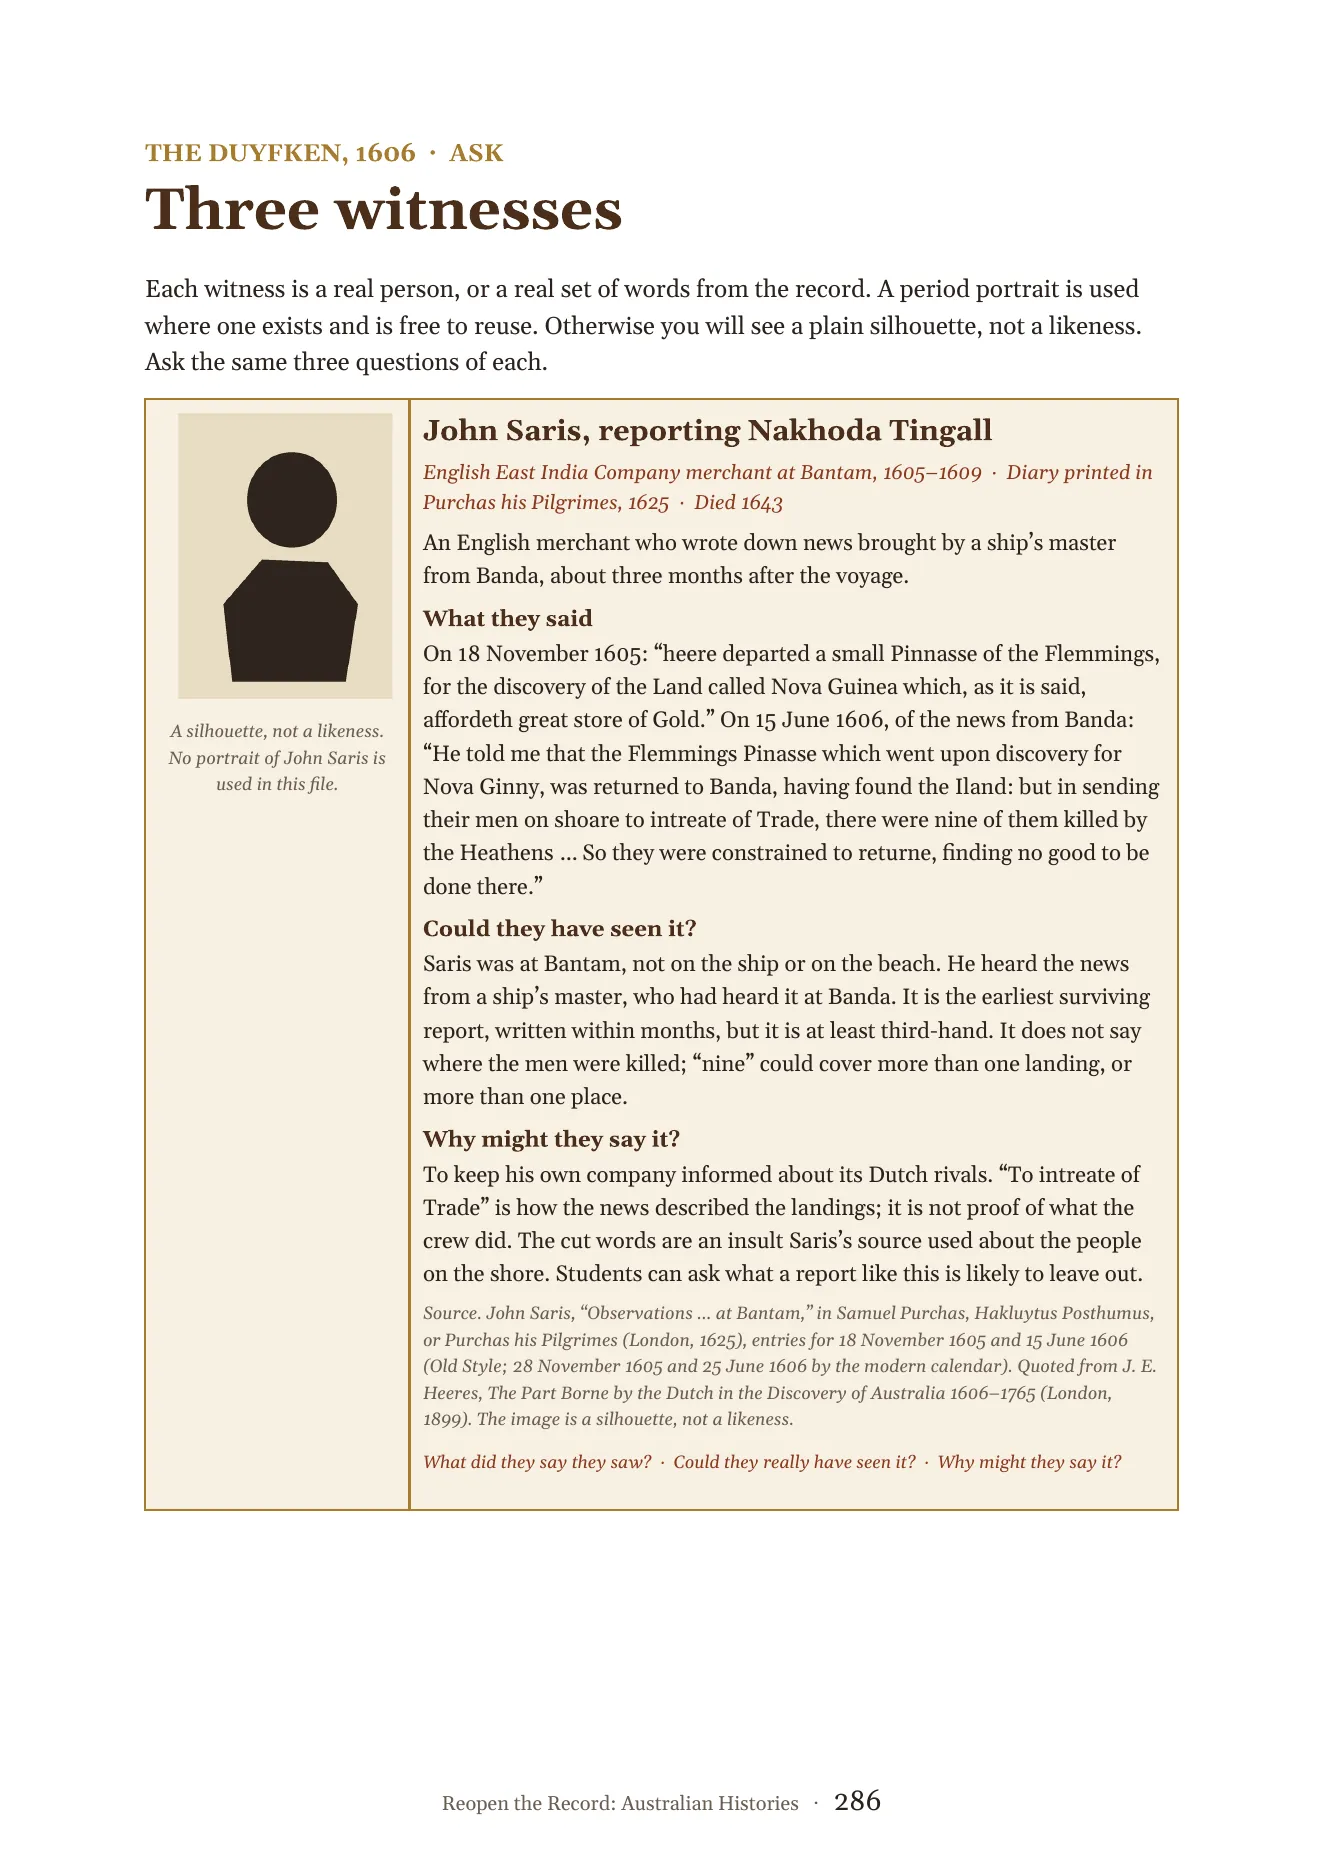 THE DUYFKEN, 1606 · ASK
Three witnesses
Each witness is a real person, or a real set of words from the record. A period portrait is used
where one exists and is free to reuse. Otherwise you will see a plain silhouette, not a likeness.
Ask the same three questions of each.
A silhouette, not a likeness.
No portrait of John Saris is
used in this file.
John Saris, reporting Nakhoda Tingall
English East India Company merchant at Bantam, 1605–1609 · Diary printed in
Purchas his Pilgrimes, 1625 · Died 1643
An English merchant who wrote down news brought by a ship’s master
from Banda, about three months after the voyage.
What they said
On 18 November 1605: “heere departed a small Pinnasse of the Flemmings,
for the discovery of the Land called Nova Guinea which, as it is said,
affordeth great store of Gold.” On 15 June 1606, of the news from Banda:
“He told me that the Flemmings Pinasse which went upon discovery for
Nova Ginny, was returned to Banda, having found the Iland: but in sending
their men on shoare to intreate of Trade, there were nine of them killed by
the Heathens … So they were constrained to returne, finding no good to be
done there.”
Could they have seen it?
Saris was at Bantam, not on the ship or on the beach. He heard the news
from a ship’s master, who had heard it at Banda. It is the earliest surviving
report, written within months, but it is at least third-hand. It does not say
where the men were killed; “nine” could cover more than one landing, or
more than one place.
Why might they say it?
To keep his own company informed about its Dutch rivals. “To intreate of
Trade” is how the news described the landings; it is not proof of what the
crew did. The cut words are an insult Saris’s source used about the people
on the shore. Students can ask what a report like this is likely to leave out.
Source. John Saris, “Observations … at Bantam,” in Samuel Purchas, Hakluytus Posthumus,
or Purchas his Pilgrimes (London, 1625), entries for 18 November 1605 and 15 June 1606
(Old Style; 28 November 1605 and 25 June 1606 by the modern calendar). Quoted from J. E.
Heeres, The Part Borne by the Dutch in the Discovery of Australia 1606–1765 (London,
1899). The image is a silhouette, not a likeness.
What did they say they saw? · Could they really have seen it? · Why might they say it?
Reopen the Record: Australian Histories · 286